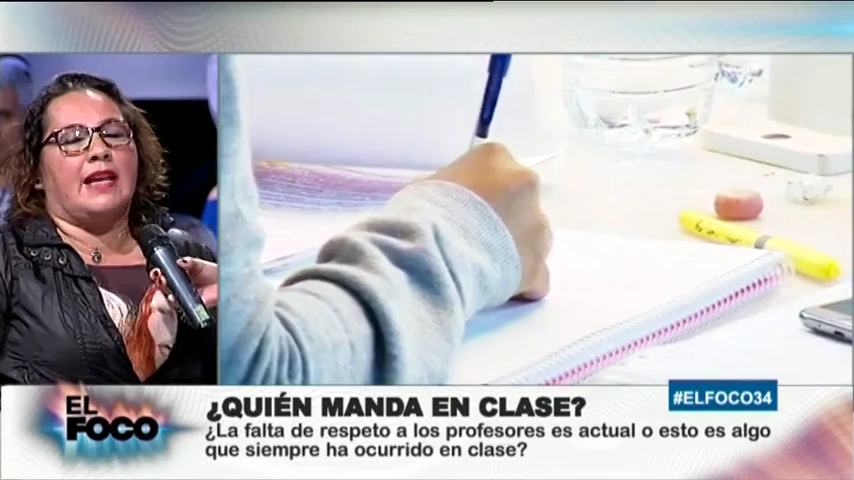 EL
FOCO
¿QUIÉN MANDA EN CLASE?
#ELFOCO34
¿La falta de respeto a los profesores es actual o esto es algo
que siempre ha ocurrido en clase?